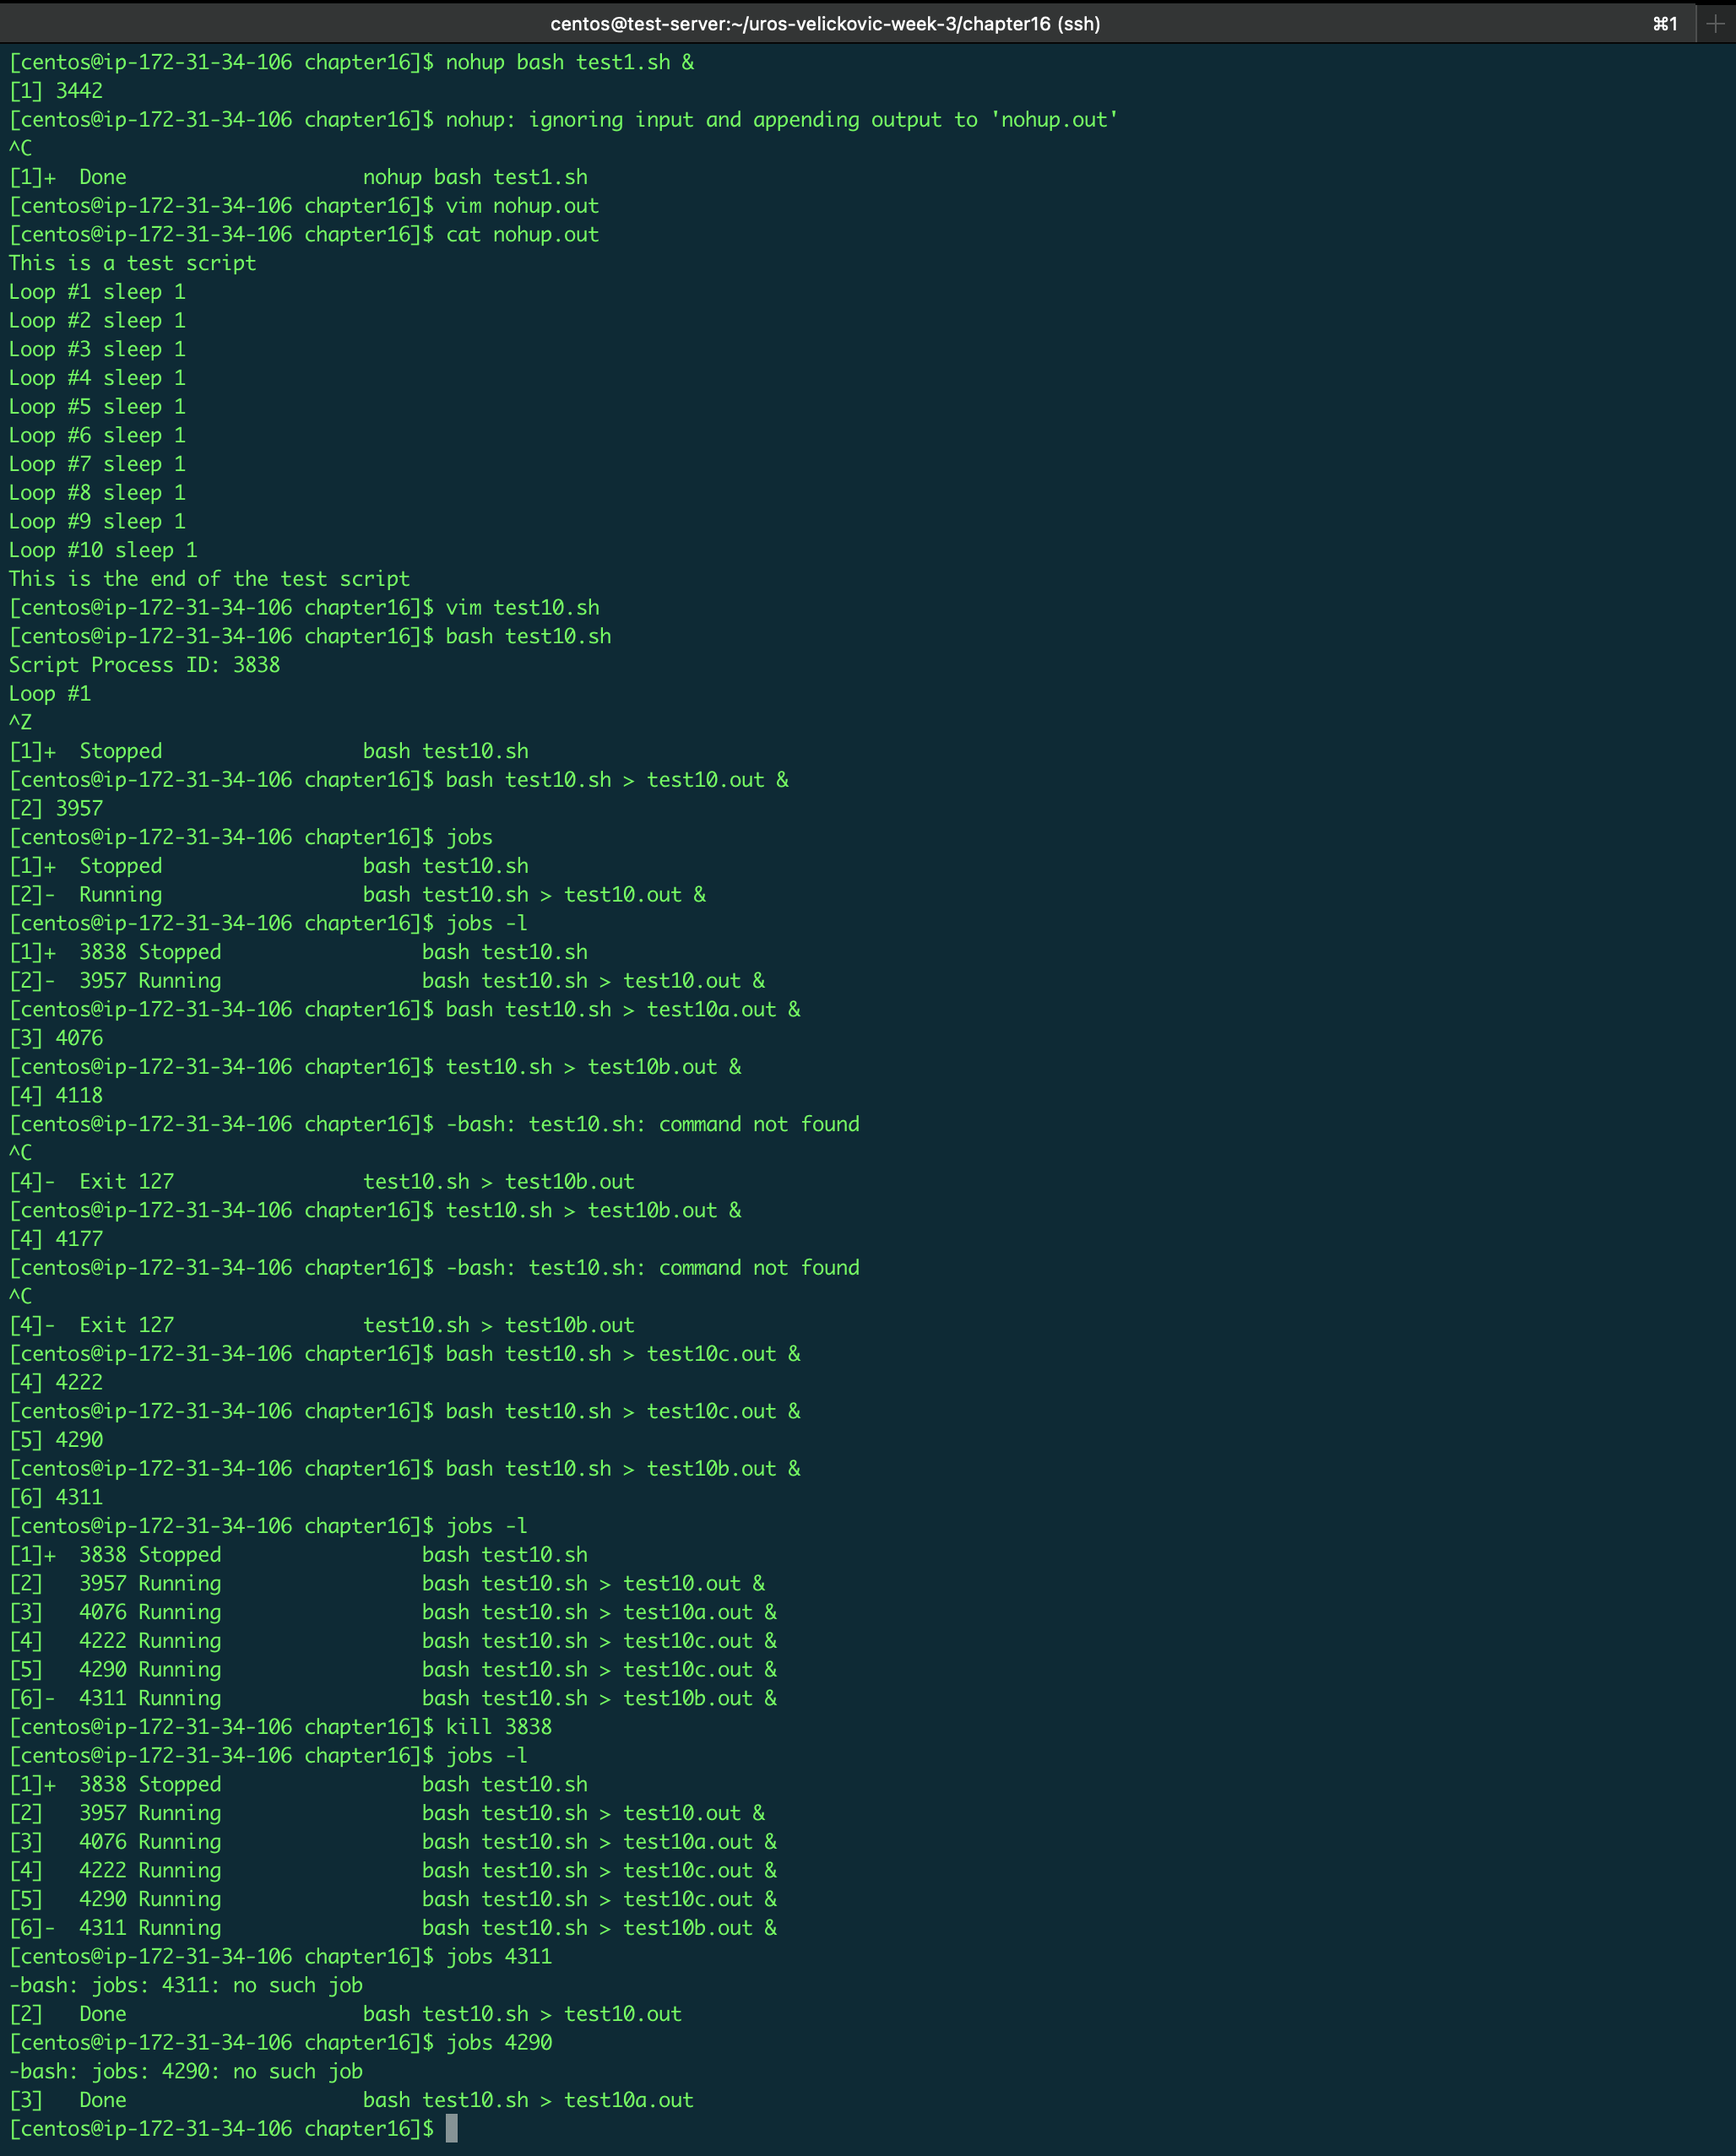 centos@test-server:~/uros-velickovic-week-3/chapter16 (ssh)
⌘1
[centos@ip-172-31-34-106 chapter16]$ nohup bash test1.sh &
[1] 3442
[centos@ip-172-31-34-106 chapter16]$ nohup: ignoring input and appending output to 'nohup.out'
^C
[1]+  Done                    nohup bash test1.sh
[centos@ip-172-31-34-106 chapter16]$ vim nohup.out
[centos@ip-172-31-34-106 chapter16]$ cat nohup.out
This is a test script
Loop #1 sleep 1
Loop #2 sleep 1
Loop #3 sleep 1
Loop #4 sleep 1
Loop #5 sleep 1
Loop #6 sleep 1
Loop #7 sleep 1
Loop #8 sleep 1
Loop #9 sleep 1
Loop #10 sleep 1
This is the end of the test script
[centos@ip-172-31-34-106 chapter16]$ vim test10.sh
[centos@ip-172-31-34-106 chapter16]$ bash test10.sh
Script Process ID: 3838
Loop #1
^Z
[1]+  Stopped                 bash test10.sh
[centos@ip-172-31-34-106 chapter16]$ bash test10.sh > test10.out &
[2] 3957
[centos@ip-172-31-34-106 chapter16]$ jobs
[1]+  Stopped                 bash test10.sh
[2]-  Running                 bash test10.sh > test10.out &
[centos@ip-172-31-34-106 chapter16]$ jobs -l
[1]+  3838 Stopped                 bash test10.sh
[2]-  3957 Running                 bash test10.sh > test10.out &
[centos@ip-172-31-34-106 chapter16]$ bash test10.sh > test10a.out &
[3] 4076
[centos@ip-172-31-34-106 chapter16]$ test10.sh > test10b.out &
[4] 4118
[centos@ip-172-31-34-106 chapter16]$ -bash: test10.sh: command not found
^C
[4]-  Exit 127                test10.sh > test10b.out
[centos@ip-172-31-34-106 chapter16]$ test10.sh > test10b.out &
[4] 4177
[centos@ip-172-31-34-106 chapter16]$ -bash: test10.sh: command not found
^C
[4]-  Exit 127                test10.sh > test10b.out
[centos@ip-172-31-34-106 chapter16]$ bash test10.sh > test10c.out &
[4] 4222
[centos@ip-172-31-34-106 chapter16]$ bash test10.sh > test10c.out &
[5] 4290
[centos@ip-172-31-34-106 chapter16]$ bash test10.sh > test10b.out &
[6] 4311
[centos@ip-172-31-34-106 chapter16]$ jobs -l
[1]+  3838 Stopped                 bash test10.sh
[2]   3957 Running                 bash test10.sh > test10.out &
[3]   4076 Running                 bash test10.sh > test10a.out &
[4]   4222 Running                 bash test10.sh > test10c.out &
[5]   4290 Running                 bash test10.sh > test10c.out &
[6]-  4311 Running                 bash test10.sh > test10b.out &
[centos@ip-172-31-34-106 chapter16]$ kill 3838
[centos@ip-172-31-34-106 chapter16]$ jobs -l
[1]+  3838 Stopped                 bash test10.sh
[2]   3957 Running                 bash test10.sh > test10.out &
[3]   4076 Running                 bash test10.sh > test10a.out &
[4]   4222 Running                 bash test10.sh > test10c.out &
[5]   4290 Running                 bash test10.sh > test10c.out &
[6]-  4311 Running                 bash test10.sh > test10b.out &
[centos@ip-172-31-34-106 chapter16]$ jobs 4311
-bash: jobs: 4311: no such job
[2]   Done                    bash test10.sh > test10.out
[centos@ip-172-31-34-106 chapter16]$ jobs 4290
-bash: jobs: 4290: no such job
[3]   Done                    bash test10.sh > test10a.out
[centos@ip-172-31-34-106 chapter16]$